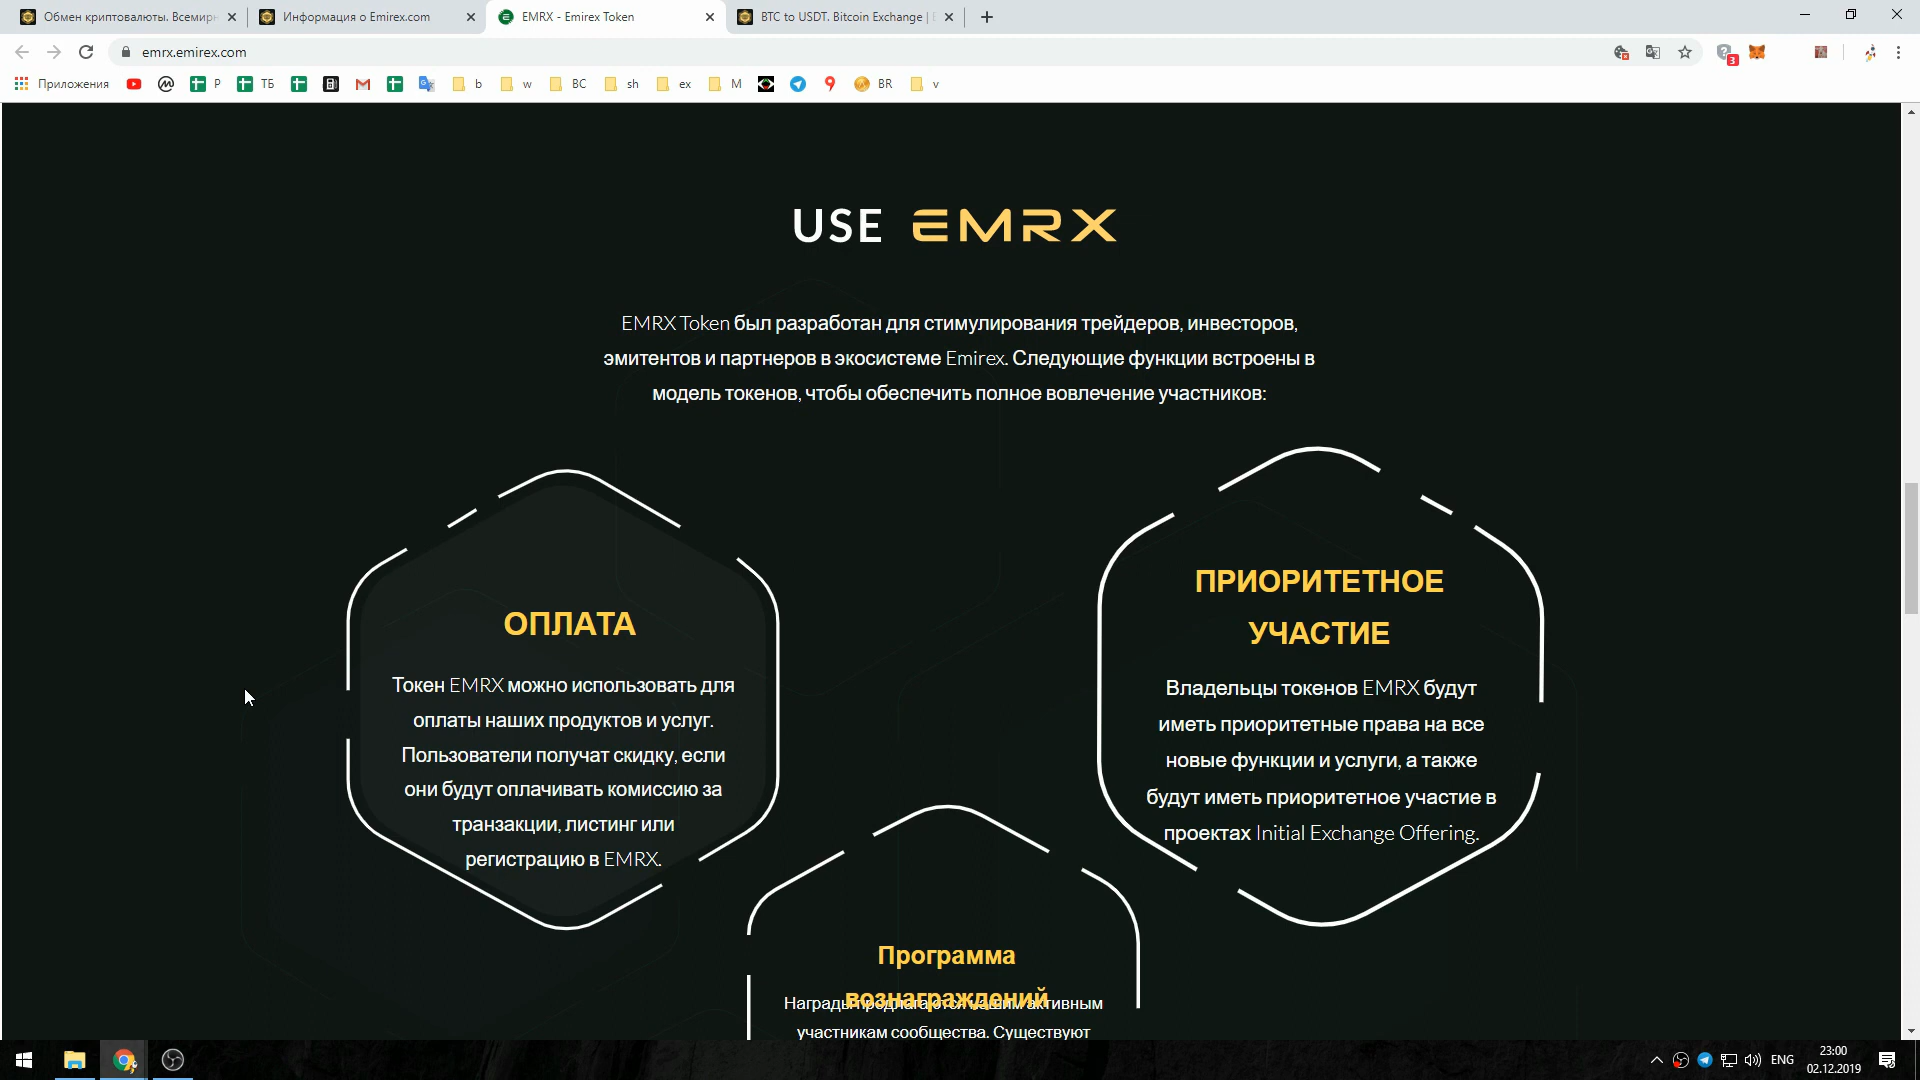 Обмен криптовалюты. Всемирн
Информация о Emirex.com
EMRX - Emirex Token
BTC to USDT. Bitcoin Exchange | E
emrx.emirex.com
3
Приложения
P
ТБ
b
w
BC
sh
ex
M
BR
v
USE EMRX
EMRX Token был разработан для стимулирования трейдеров, инвесторов,
эмитентов и партнеров в экосистеме Emirex. Следующие функции встроены в
модель токенов, чтобы обеспечить полное вовлечение участников:
ОПЛАТА
Токен EMRX можно использовать для
оплаты наших продуктов и услуг.
Пользователи получат скидку, если
они будут оплачивать комиссию за
транзакции, листинг или
регистрацию в EMRX.
ПРИОРИТЕТНОЕ
УЧАСТИЕ
Владельцы токенов EMRX будут
иметь приоритетные права на все
новые функции и услуги, а также
будут иметь приоритетное участие в
проектах Initial Exchange Offering.
Программа
вознаграждений
Награды предлагаются нашим активным
участникам сообщества. Существуют
ENG
23:00
02.12.2019